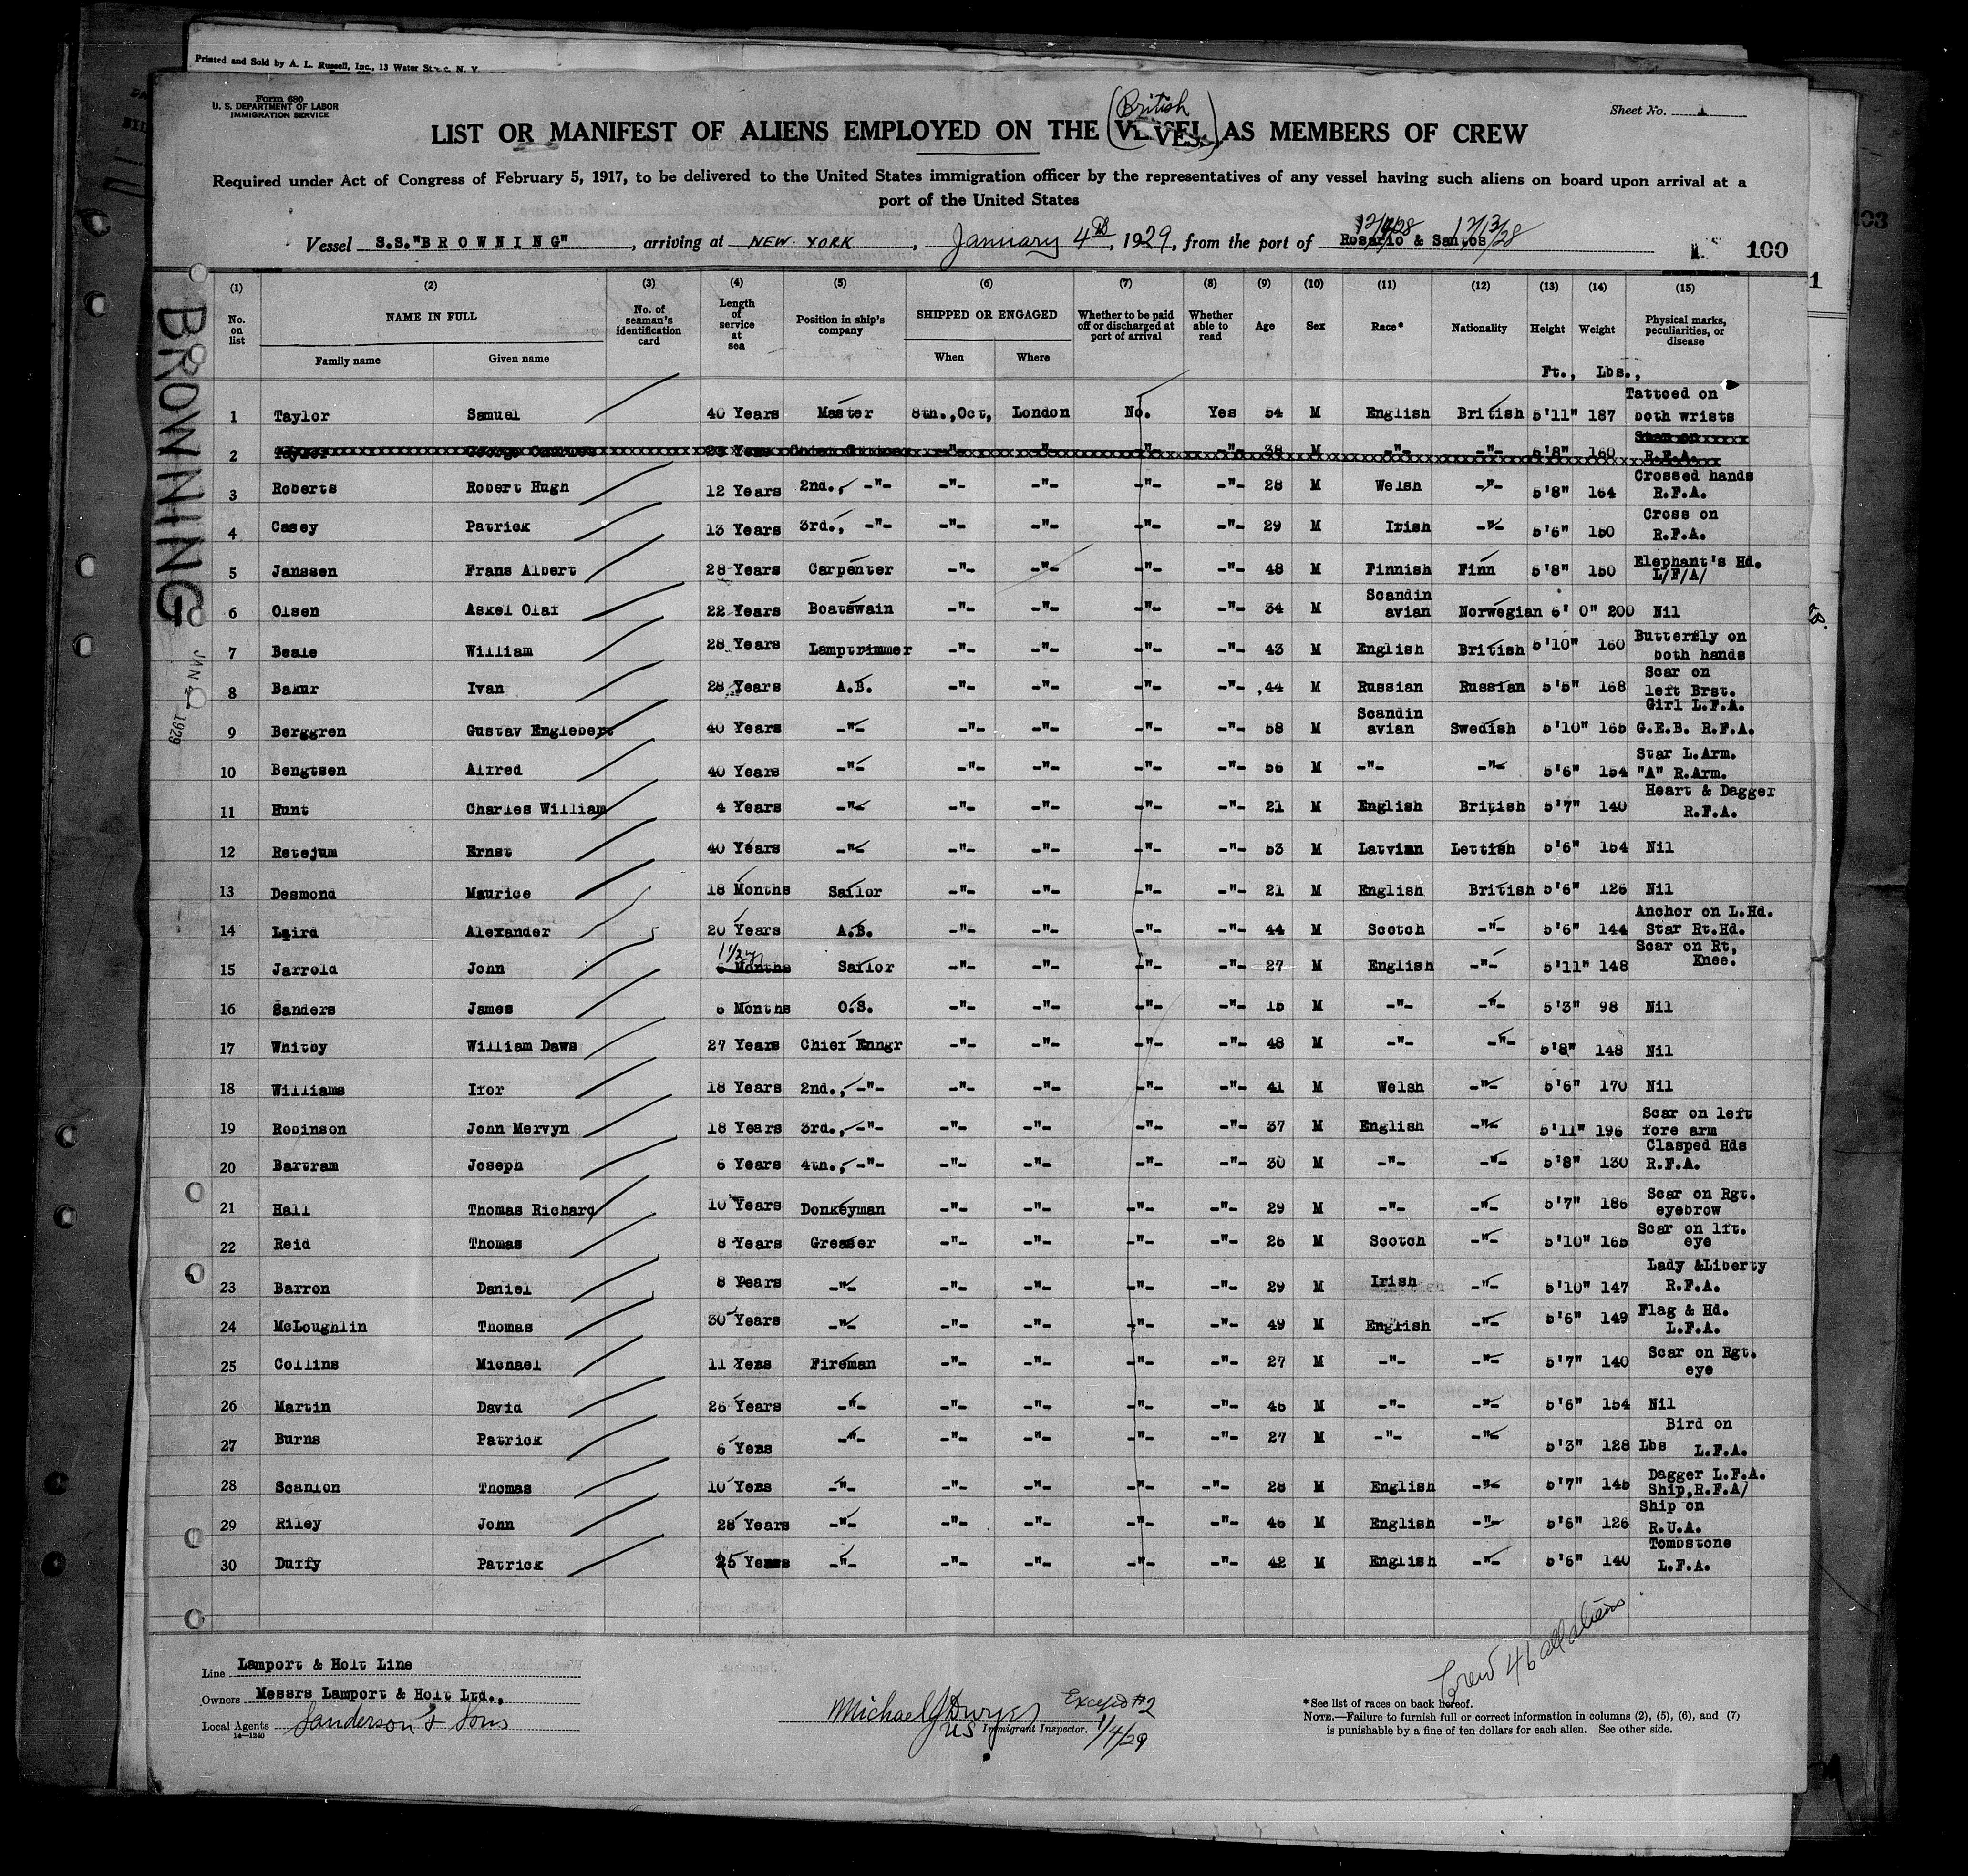 Printed and Sold by A. L. Russell, Inc., 13 Water St., N. Y.
Form 680
U. S. DEPARTMENT OF LABOR
IMMIGRATION SERVICE
Sheet No. 1
(British
LIST OR MANIFEST OF ALIENS EMPLOYED ON THE VESSEL) AS MEMBERS OF CREW
Required under Act of Congress of February 5, 1917, to be delivered to the United States immigration officer by the representatives of any vessel having such aliens on board upon arrival at a
port of the United States
Vessel S.S."BROWNING", arriving at NEW YORK, January 4th, 1929, from the port of Rosario & Santos 12/13/28
100
1
BROWNING
JAN 4 1929
(1) (2) (3) (4) (5) (6) (7) (8) (9) (10) (11) (12) (13) (14) (15)
No. on list NAME IN FULL Family name Given name No. of seaman's identification card Length of service at sea Position in ship's company SHIPPED OR ENGAGED When Where Whether to be paid off or discharged at port of arrival Whether able to read Age Sex Race* Nationality Height Weight Physical marks, peculiarities, or disease
Ft., Lbs.,
1 Taylor Samuel 40 Years Master 8th.,Oct, London No. Yes 54 M English British 5'11" 187 Tattoed on both wrists
2 Taylor George -"- -"- -"- -"- 38 M -"- -"- 5'8" 160 R.F.A.
3 Roberts Robert Hugh 12 Years 2nd., -"- -"- -"- -"- -"- 28 M Welsh -"- 5'8" 164 Crossed hands R.F.A.
4 Casey Patrick 13 Years 3rd., -"- -"- -"- -"- -"- 29 M Irish -"- 5'6" 150 Cross on R.F.A.
5 Janssen Frans Albert 28 Years Carpenter -"- -"- -"- -"- 48 M Finnish Finn 5'8" 150 Elephant's Hd. L/F/A/
6 Olsen Askel Olaf 22 Years Boatswain -"- -"- -"- -"- 34 M Scandin avian Norwegian 6' 0" 200 Nil
7 Beale William 28 Years Lamptrimmer -"- -"- -"- -"- 43 M English British 5'10" 160 Butterfly on both hands
8 Bakur Ivan 28 Years A.B. -"- -"- -"- -"- 44 M Russian Russian 5'5" 168 Scar on left Brst.
9 Berggren Gustav Englebert 40 Years -"- -"- -"- -"- -"- 58 M Scandin avian Swedish 5'10" 165 Girl L.F.A. G.E.B. R.F.A.
10 Bengtsen Alfred 40 Years -"- -"- -"- -"- -"- 56 M -"- -"- 5'6" 154 Star L.Arm. "A" R.Arm.
11 Hunt Charles William 4 Years -"- -"- -"- -"- -"- 21 M English British 5'7" 140 Heart & Dagger R.F.A.
12 Retejum Ernst 40 Years -"- -"- -"- -"- -"- 53 M Latvian Lettish 5'6" 154 Nil
13 Desmond Maurice 18 Months Sailor -"- -"- -"- -"- 21 M English British 5'6" 126 Nil
14 Laird Alexander 20 Years A.B. -"- -"- -"- -"- 44 M Scotch -"- 5'6" 144 Anchor on L.Hd. Star Rt.Hd.
15 Jarrold John 1 1/2 y 6 Months Sailor -"- -"- -"- -"- 27 M English -"- 5'11" 148 Scar on Rt, Knee.
16 Sanders James 6 Months O.S. -"- -"- -"- -"- 15 M -"- -"- 5'3" 98 Nil
17 Whitby William Daws 27 Years Chief Enngr -"- -"- -"- -"- 48 M -"- -"- 5'8" 148 Nil
18 Williams Ifor 18 Years 2nd., -"- -"- -"- -"- -"- 41 M Welsh -"- 5'6" 170 Nil
19 Robinson John Mervyn 18 Years 3rd., -"- -"- -"- -"- -"- 37 M English -"- 5'11" 196 Scar on left fore arm
20 Bartram Joseph 6 Years 4th., -"- -"- -"- -"- -"- 30 M -"- -"- 5'8" 130 Clasped Hds R.F.A.
21 Hall Thomas Richard 10 Years Donkeyman -"- -"- -"- -"- 29 M -"- -"- 5'7" 186 Scar on Rgt. eyebrow
22 Reid Thomas 8 Years Greaser -"- -"- -"- -"- 26 M Scotch -"- 5'10" 165 Scar on lft. eye
23 Barron Daniel 8 Years -"- -"- -"- -"- -"- 29 M Irish -"- 5'10" 147 Lady &Liberty R.F.A.
24 McLoughlin Thomas 30 Years -"- -"- -"- -"- -"- 49 M English -"- 5'6" 149 Flag & Hd. L.F.A.
25 Collins Michael 11 Yens Fireman -"- -"- -"- -"- 27 M -"- -"- 5'7" 140 Scar on Rgt. eye
26 Martin David 26 Years -"- -"- -"- -"- -"- 46 M -"- -"- 5'6" 154 Nil
27 Burns Patrick 6 Yens -"- -"- -"- -"- -"- 27 M -"- -"- 5'3" 128 Lbs Bird on L.F.A.
28 Scanlon Thomas 10 Yens -"- -"- -"- -"- -"- 28 M English -"- 5'7" 145 Dagger L.F.A. Ship,R.F.A/
29 Riley John 28 Years -"- -"- -"- -"- -"- 46 M English -"- 5'6" 126 Ship on R.U.A.
30 Duffy Patrick 25 Years -"- -"- -"- -"- -"- 42 M English -"- 5'6" 140 Tombstone L.F.A.
Crew 46 all aliens
Line Lamport & Holt Line
Owners Messrs Lamport & Holt Ltd.,
Local Agents Sanderson & Sons
14—1240
Michael J Dwyer Except #2
US Immigrant Inspector. 1/4/29
*See list of races on back hereof.
NOTE.—Failure to furnish full or correct information in columns (2), (5), (6), and (7)
is punishable by a fine of ten dollars for each alien. See other side.